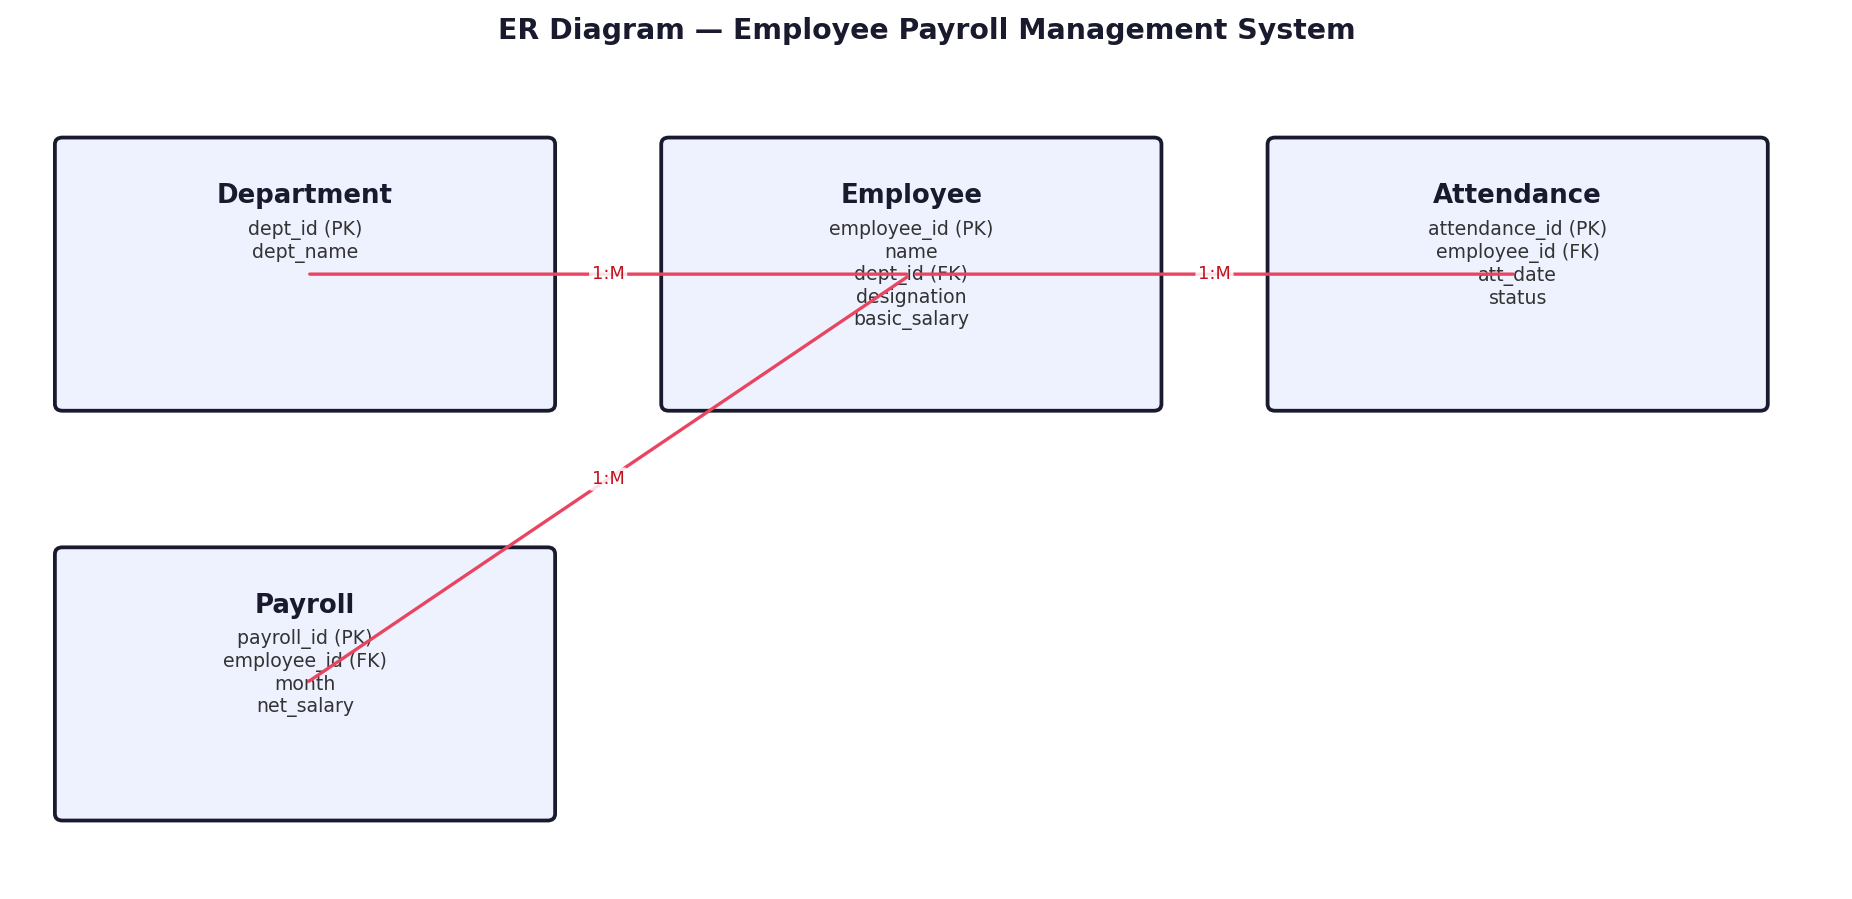 ER Diagram — Employee Payroll Management System
Department
dept_id (PK)
dept_name
1:M
Employee
employee_id (PK)
name
dept_id (FK)
designation
basic_salary
1:M
Attendance
attendance_id (PK)
employee_id (FK)
att_date
status
1:M
Payroll
payroll_id (PK)
employee_id (FK)
month
net_salary